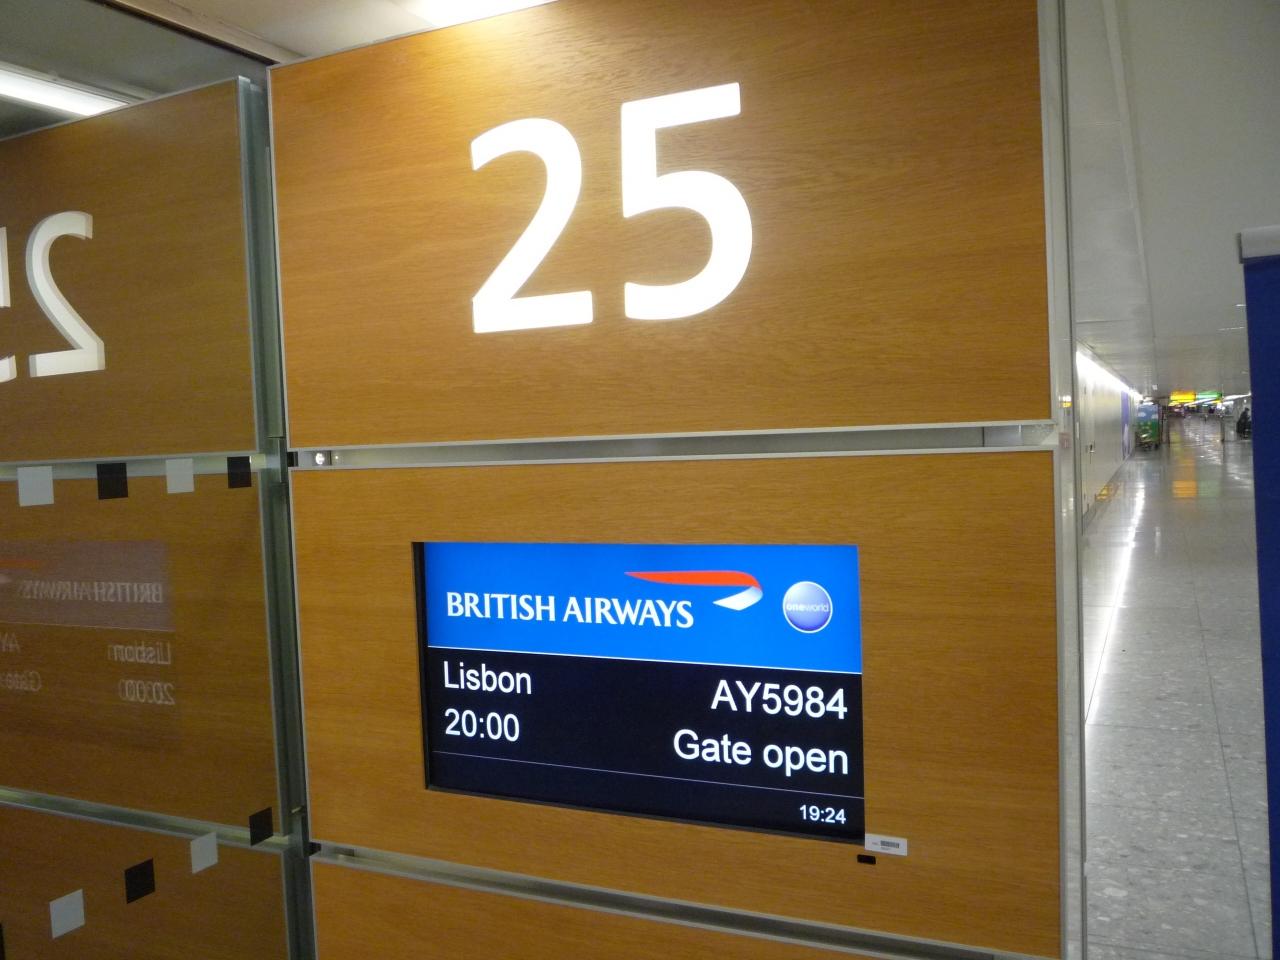 25
BRITISH AIRWAYS
oneworld
Lisbon AY5984
20:00 Gate open
19:24